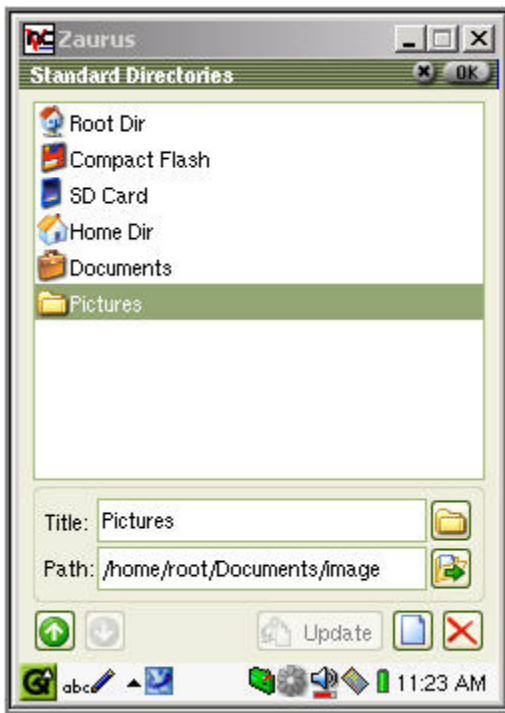 Zaurus
Standard Directories
OK
Root Dir
Compact Flash
SD Card
Home Dir
Documents
Pictures
Title: Pictures
Path: /home/root/Documents/image
Update
abc
11:23 AM